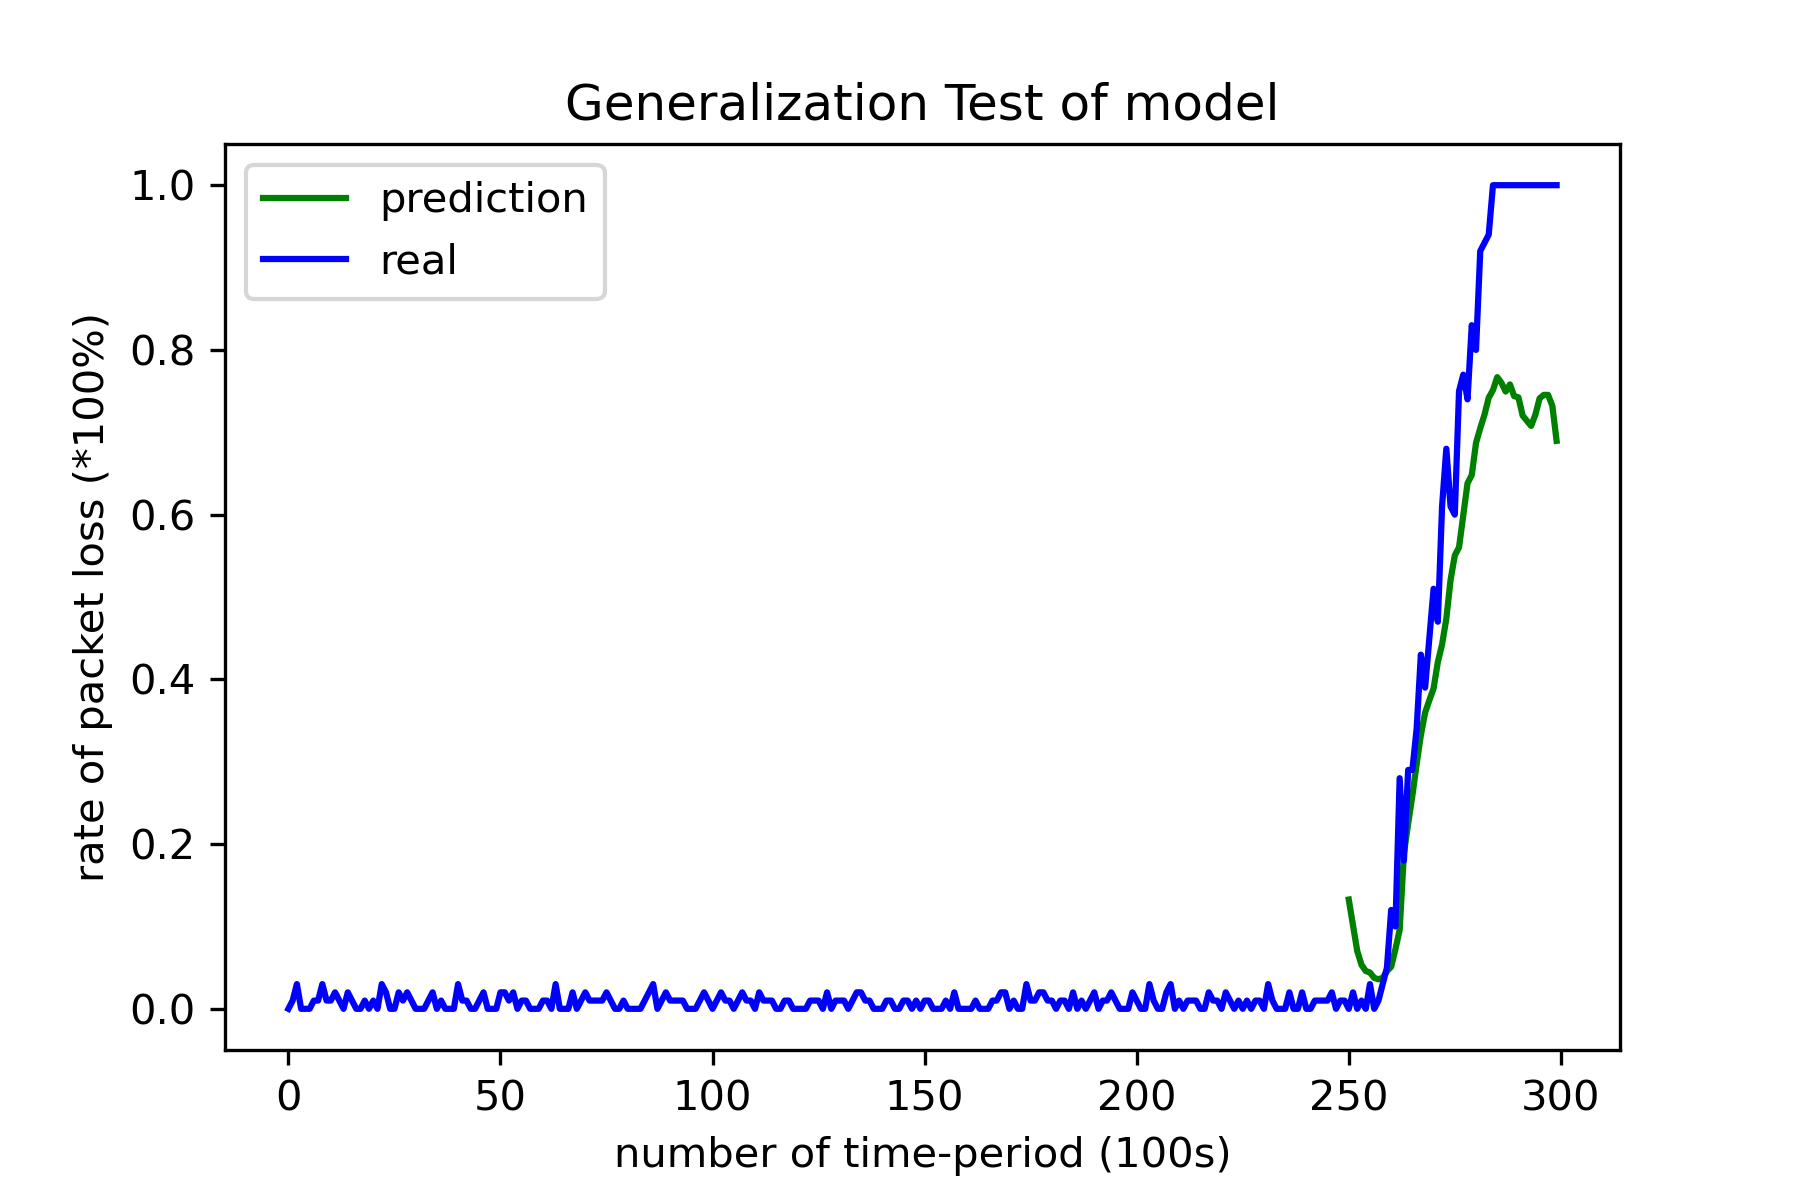 Generalization Test of model
prediction
real
1.0
0.8
0.6
0.4
0.2
0.0
rate of packet loss (*100%)
0 50 100 150 200 250 300
number of time-period (100s)